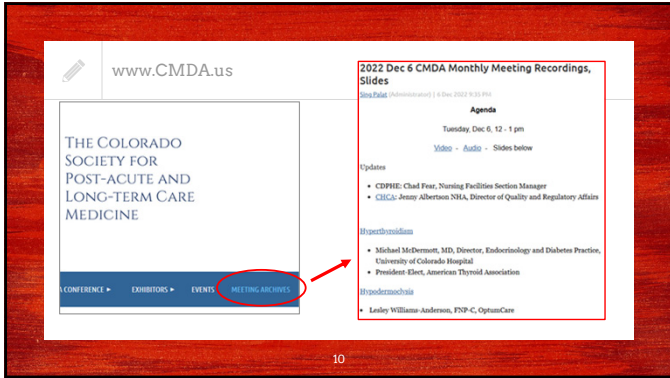 www.CMDA.us
THE COLORADO
SOCIETY FOR
POST-ACUTE AND
LONG-TERM CARE
MEDICINE
A CONFERENCE ► EXHIBITORS ► EVENTS MEETING ARCHIVES
2022 Dec 6 CMDA Monthly Meeting Recordings,
Slides
Sing Palat (Administrator) | 6 Dec 2022 9:35 PM
Agenda
Tuesday, Dec 6, 12 - 1 pm
Video - Audio - Slides below
Updates
• CDPHE: Chad Fear, Nursing Facilities Section Manager
• CHCA: Jenny Albertson NHA, Director of Quality and Regulatory Affairs
Hyperthyroidism
• Michael McDermott, MD, Director, Endocrinology and Diabetes Practice,
University of Colorado Hospital
• President-Elect, American Thyroid Association
Hypodermoclysis
• Lesley Williams-Anderson, FNP-C, OptumCare
10